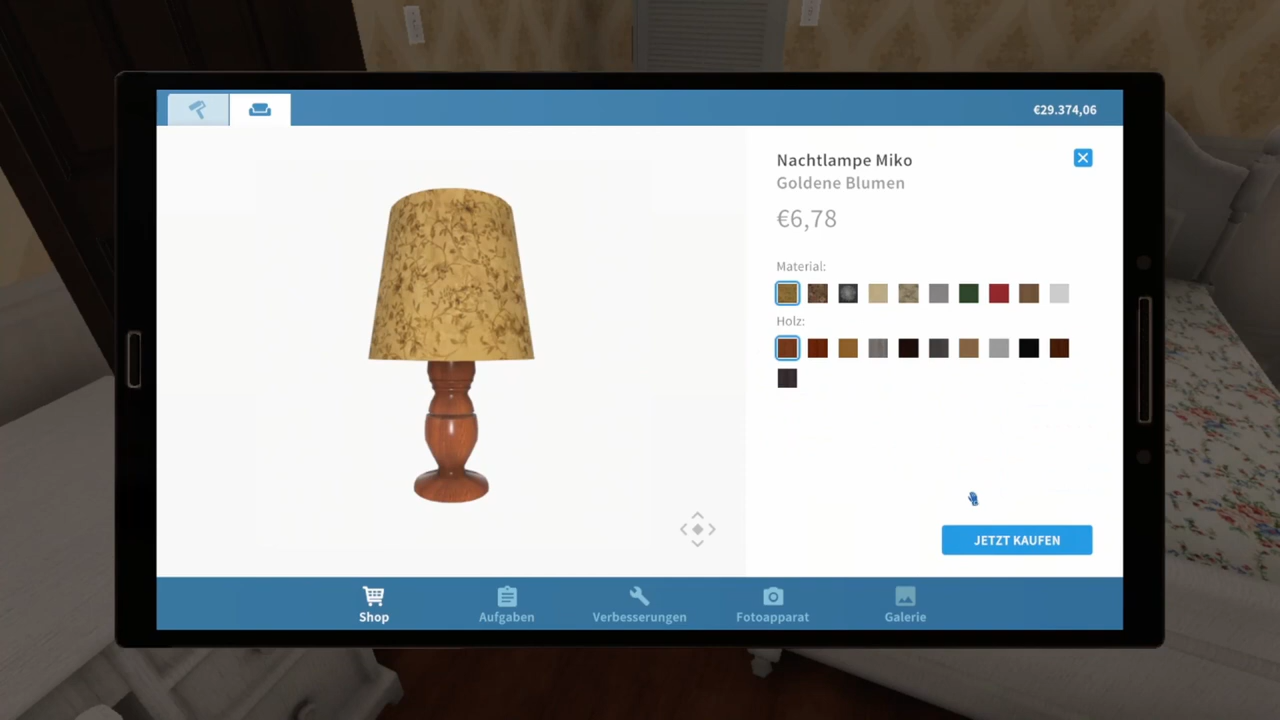 €29.374,06
Nachtlampe Miko
Goldene Blumen
€6,78
Material:
Holz:
JETZT KAUFEN
Shop
Aufgaben
Verbesserungen
Fotoapparat
Galerie